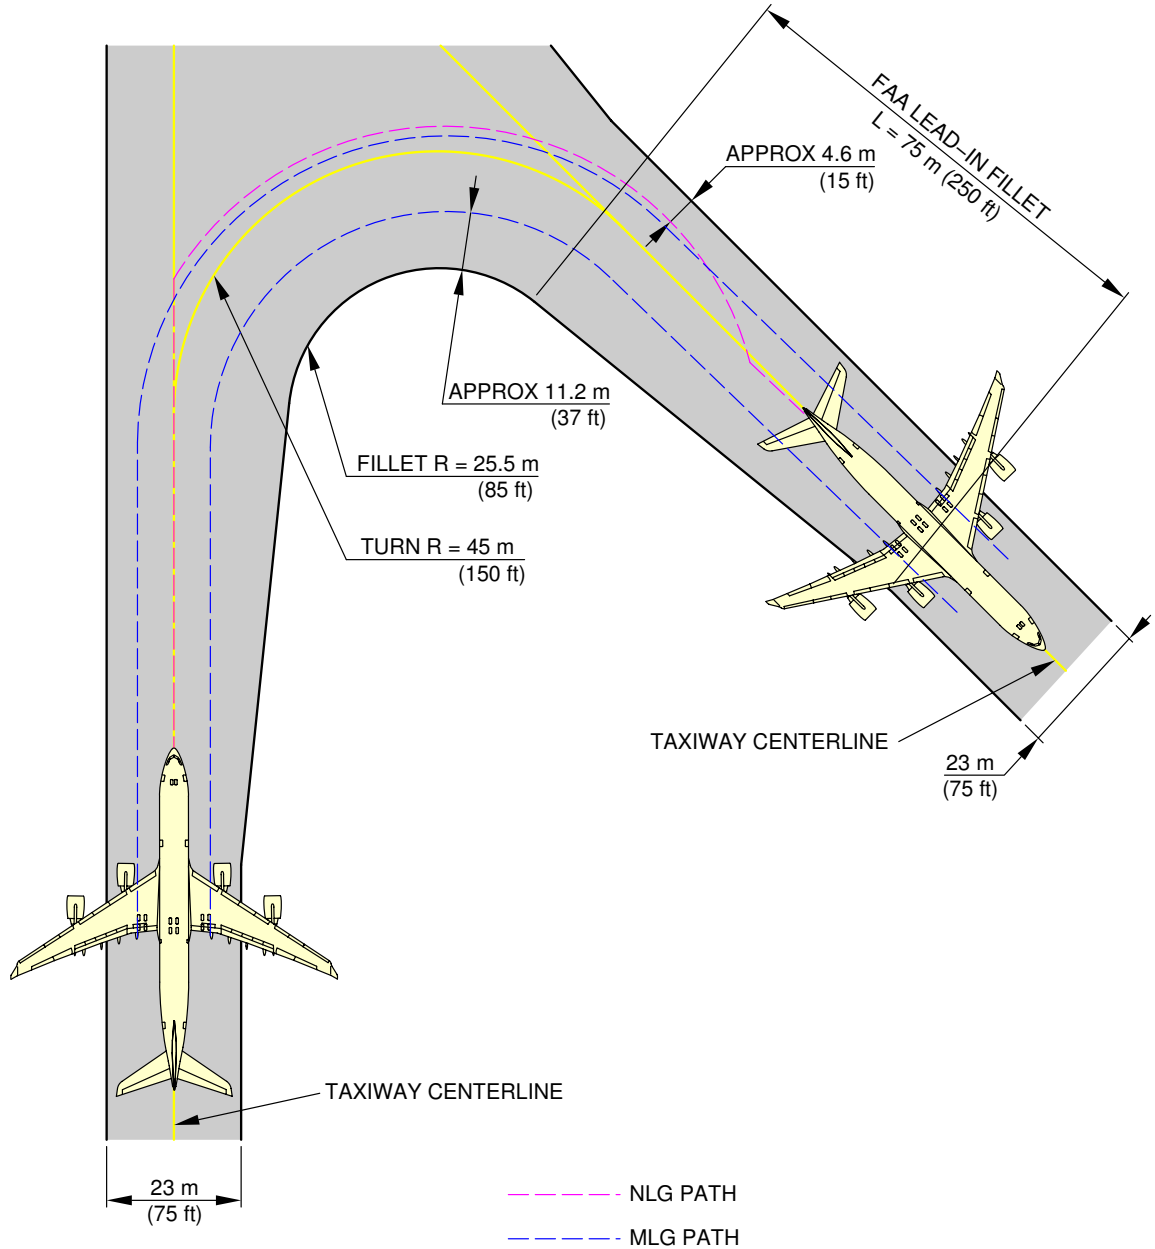 FAA LEAD–IN FILLET
L = 75 m (250 ft)
APPROX 4.6 m
(15 ft)
APPROX 11.2 m
(37 ft)
FILLET R = 25.5 m
(85 ft)
TURN R = 45 m
(150 ft)
TAXIWAY CENTERLINE
23 m
(75 ft)
TAXIWAY CENTERLINE
23 m
(75 ft)
NLG PATH
MLG PATH